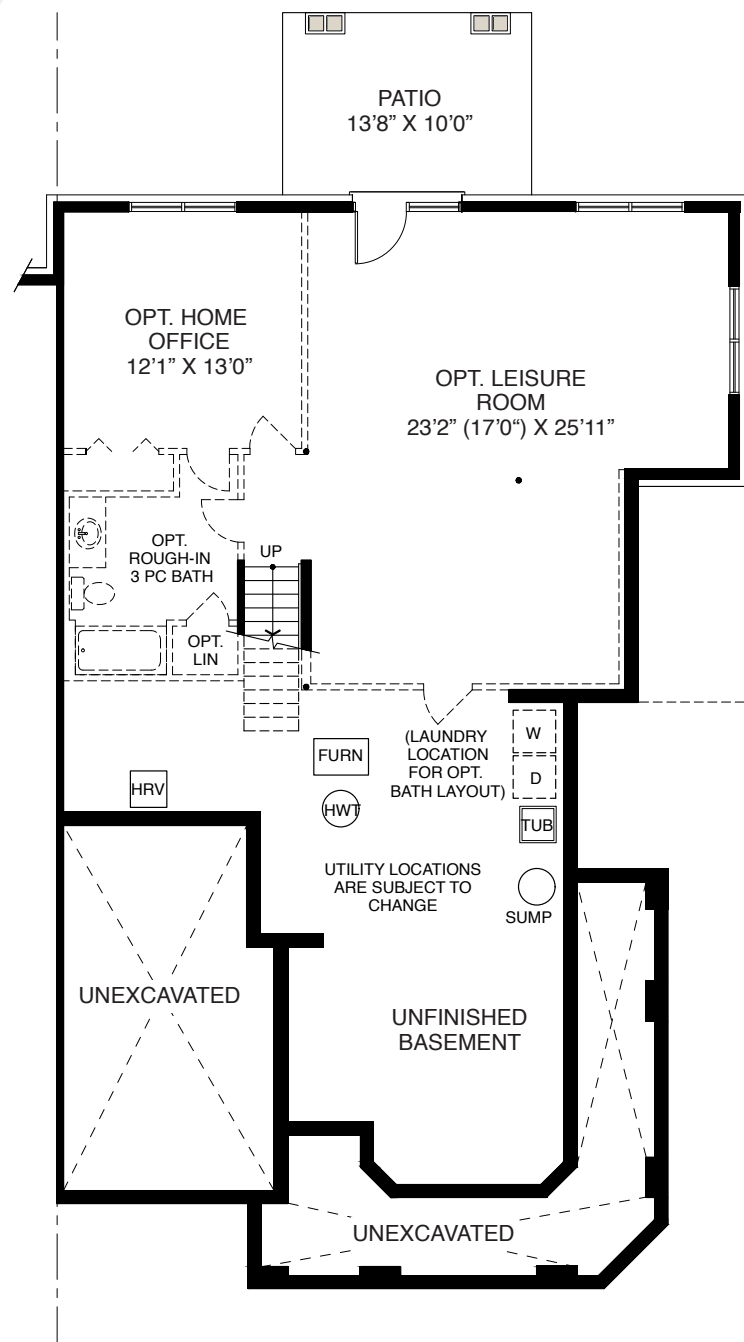 PATIO
13'8” X 10'0”
OPT. HOME
OFFICE
12'1” X 13'0”
OPT. LEISURE
ROOM
23'2” (17'0“) X 25'11”
OPT.
ROUGH-IN
3 PC BATH
UP
OPT.
LIN
(LAUNDRY
LOCATION
FOR OPT.
BATH LAYOUT)
W
D
FURN
HRV
HWT
TUB
UTILITY LOCATIONS
ARE SUBJECT TO
CHANGE
SUMP
UNEXCAVATED
UNFINISHED
BASEMENT
UNEXCAVATED